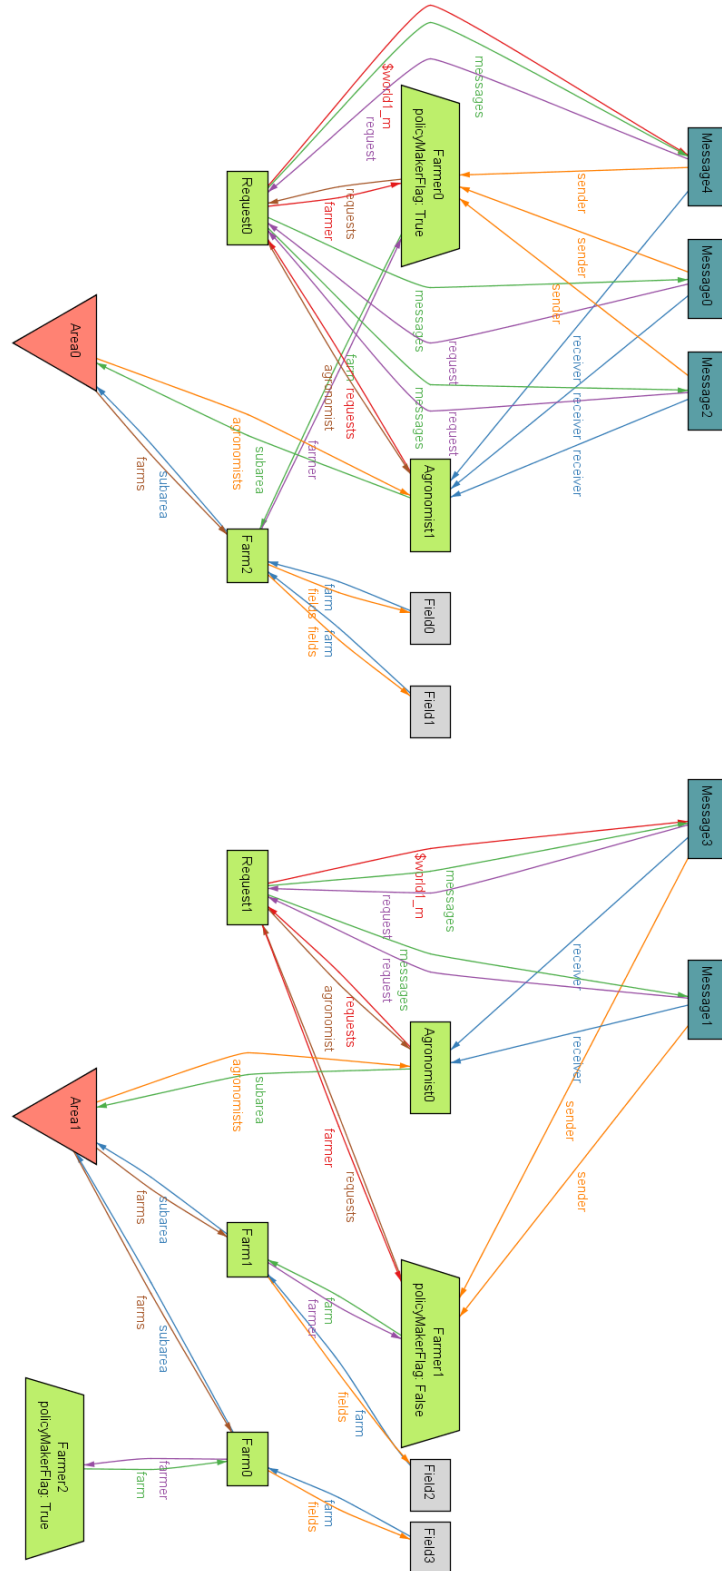 Message4
Message0
Message2
Message3
Message1
sender
sender
sender
receiver
receiver
receiver
receiver
sender
sender
messages
request
request
messages
Farmer0
policyMakerFlag: True
Agronomist1
Field0
Field1
Agronomist0
Farmer1
policyMakerFlag: False
Field2
Field3
$world1_m
messages
messages
$world1_m
messages
request
request
request
requests
farmer
farm
requests
agronomist
farmer
farm
fields
farm
fields
requests
agronomist
requests
farmer
farm
farmer
farm
fields
farm
fields
Request0
Farm2
Request1
Farm1
Farm0
agronomists
subarea
subarea
farms
agronomists
subarea
subarea
farms
subarea
farms
farmer
farm
Area0
Area1
Farmer2
policyMakerFlag: True